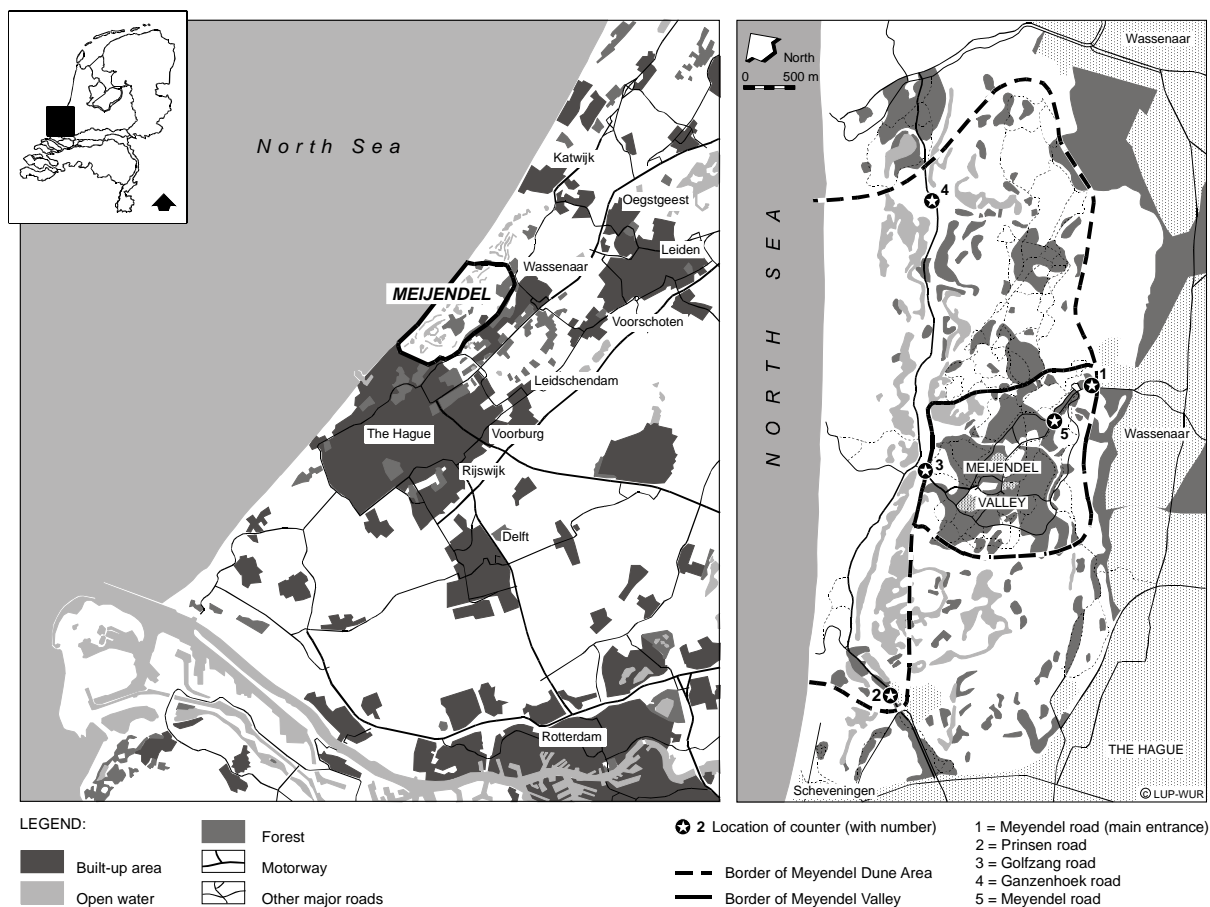 North Sea
Katwijk
Oegstgeest
Leiden
Wassenaar
MEIJENDEL
Voorschoten
Leidschendam
The Hague
Voorburg
Rijswijk
Delft
Rotterdam
North
0 500 m
Wassenaar
4
NORTH SEA
1
5
Wassenaar
3
MEIJENDEL
VALLEY
2
THE HAGUE
Scheveningen
© LUP-WUR
LEGEND:
Built-up area
Open water
Forest
Motorway
Other major roads
2 Location of counter (with number)
Border of Meyendel Dune Area
Border of Meyendel Valley
1 = Meyendel road (main entrance)
2 = Prinsen road
3 = Golfzang road
4 = Ganzenhoek road
5 = Meyendel road